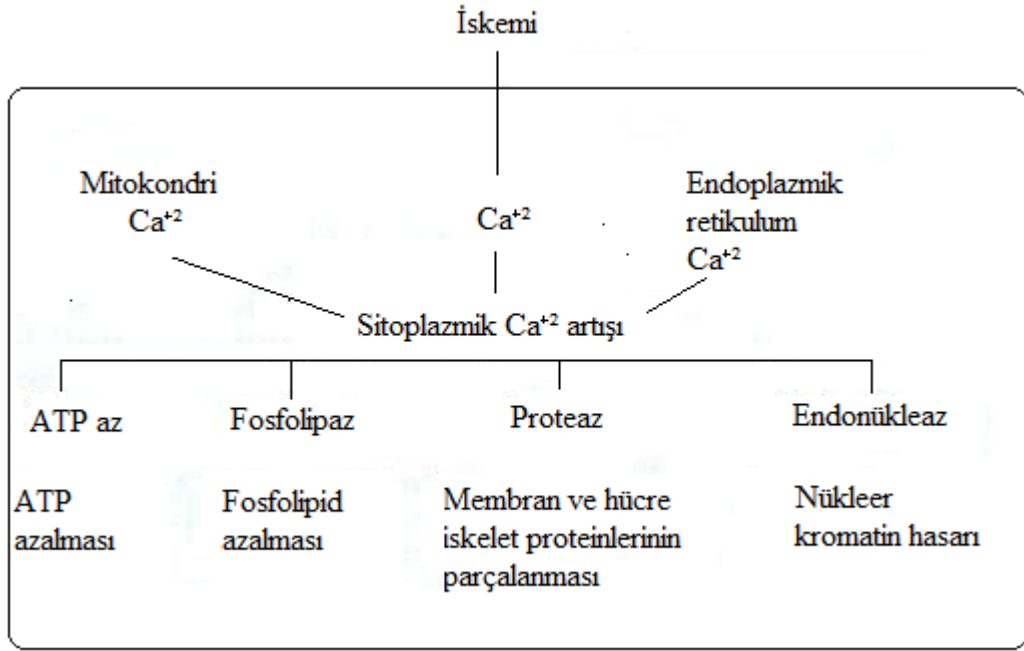 İskemi
Mitokondri
Ca⁺²
Ca⁺²
Endoplazmik
retikulum
Ca⁺²
Sitoplazmik Ca⁺² artışı
ATP az
Fosfolipaz
Proteaz
Endonükleaz
ATP
azalması
Fosfolipid
azalması
Membran ve hücre
iskelet proteinlerinin
parçalanması
Nükleer
kromatin hasarı